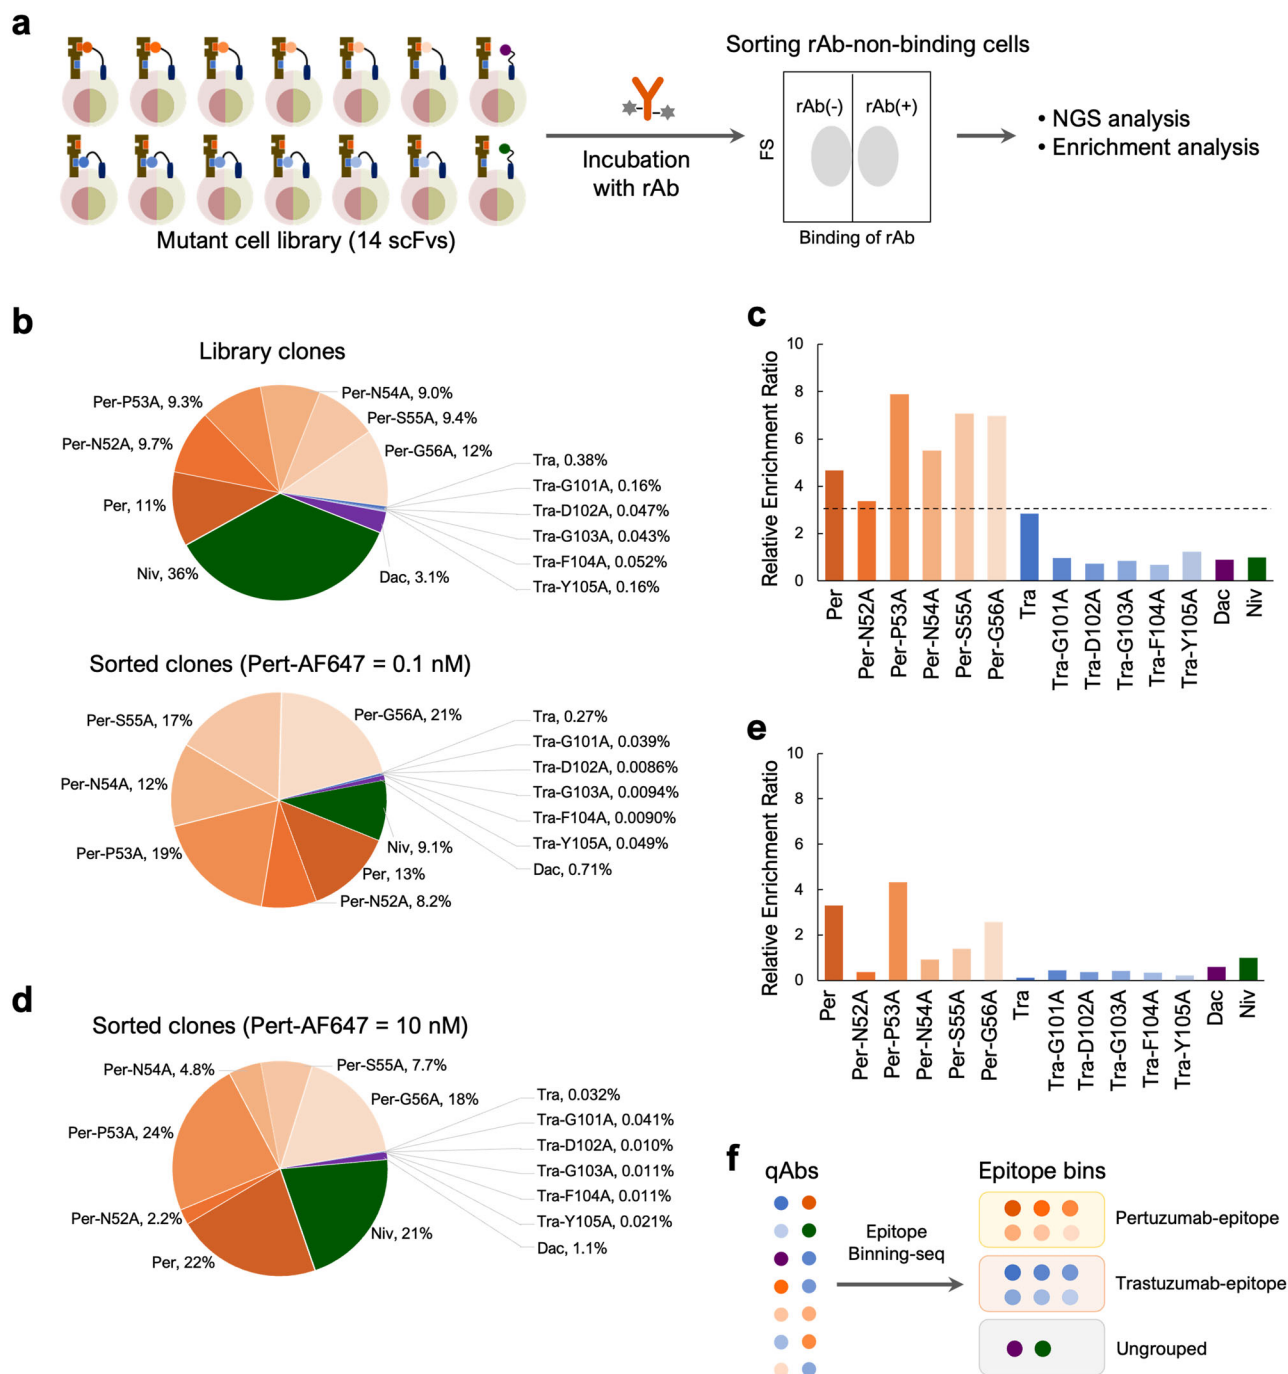 a
Sorting rAb-non-binding cells
Incubation
with rAb
FS
rAb(-)
rAb(+)
Binding of rAb
• NGS analysis
• Enrichment analysis
Mutant cell library (14 scFvs)
b
Library clones
Per-P53A, 9.3%
Per-N52A, 9.7%
Per, 11%
Niv, 36%
Per-N54A, 9.0%
Per-S55A, 9.4%
Per-G56A, 12%
Tra, 0.38%
Tra-G101A, 0.16%
Tra-D102A, 0.047%
Tra-G103A, 0.043%
Tra-F104A, 0.052%
Tra-Y105A, 0.16%
Dac, 3.1%
Sorted clones (Pert-AF647 = 0.1 nM)
Per-S55A, 17%
Per-N54A, 12%
Per-P53A, 19%
Per-G56A, 21%
Tra, 0.27%
Tra-G101A, 0.039%
Tra-D102A, 0.0086%
Tra-G103A, 0.0094%
Tra-F104A, 0.0090%
Tra-Y105A, 0.049%
Dac, 0.71%
Niv, 9.1%
Per, 13%
Per-N52A, 8.2%
c
Relative Enrichment Ratio
10
8
6
4
2
0
Per
Per-N52A
Per-P53A
Per-N54A
Per-S55A
Per-G56A
Tra
Tra-G101A
Tra-D102A
Tra-G103A
Tra-F104A
Tra-Y105A
Dac
Niv
d
Sorted clones (Pert-AF647 = 10 nM)
Per-N54A, 4.8%
Per-P53A, 24%
Per-N52A, 2.2%
Per, 22%
Per-S55A, 7.7%
Per-G56A, 18%
Tra, 0.032%
Tra-G101A, 0.041%
Tra-D102A, 0.010%
Tra-G103A, 0.011%
Tra-F104A, 0.011%
Tra-Y105A, 0.021%
Dac, 1.1%
Niv, 21%
e
Relative Enrichment Ratio
10
8
6
4
2
0
Per
Per-N52A
Per-P53A
Per-N54A
Per-S55A
Per-G56A
Tra
Tra-G101A
Tra-D102A
Tra-G103A
Tra-F104A
Tra-Y105A
Dac
Niv
f
qAbs
Epitope
Binning-seq
Epitope bins
Pertuzumab-epitope
Trastuzumab-epitope
Ungrouped